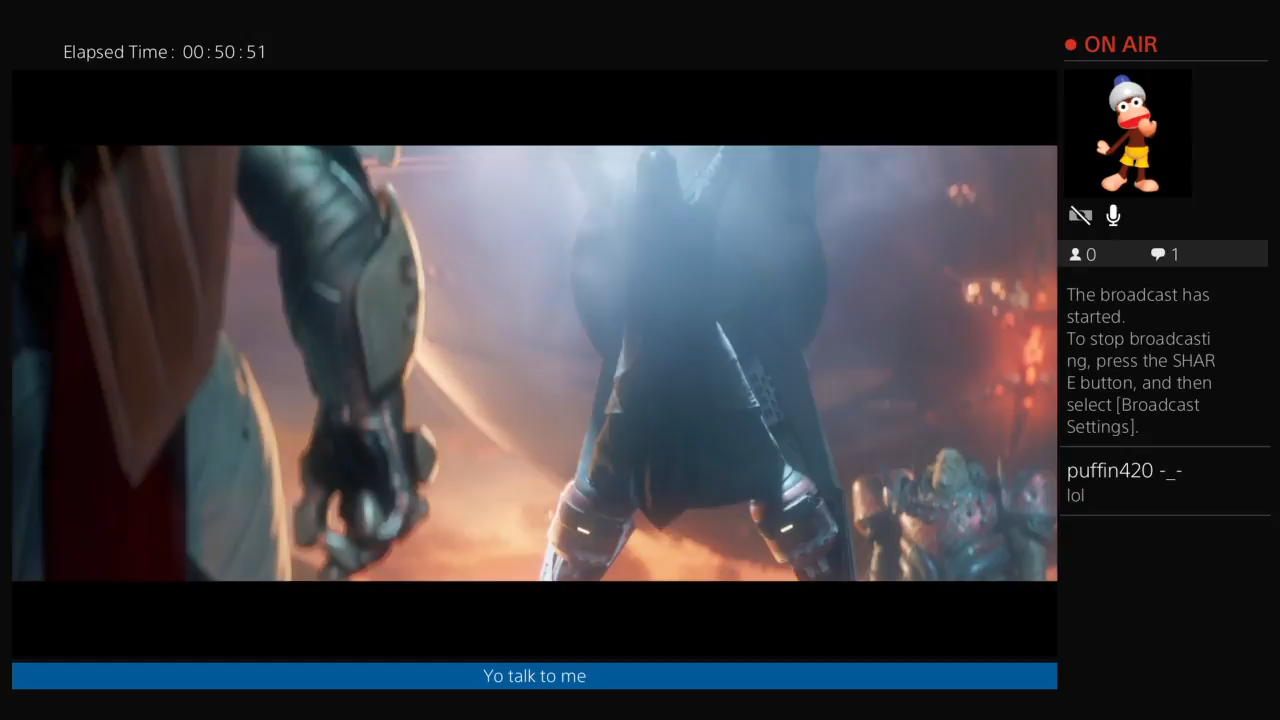 Elapsed Time: 00:50:51
ON AIR
0
1
The broadcast has
started.
To stop broadcasti
ng, press the SHAR
E button, and then
select [Broadcast
Settings].
puffin420 -_-
lol
Yo talk to me